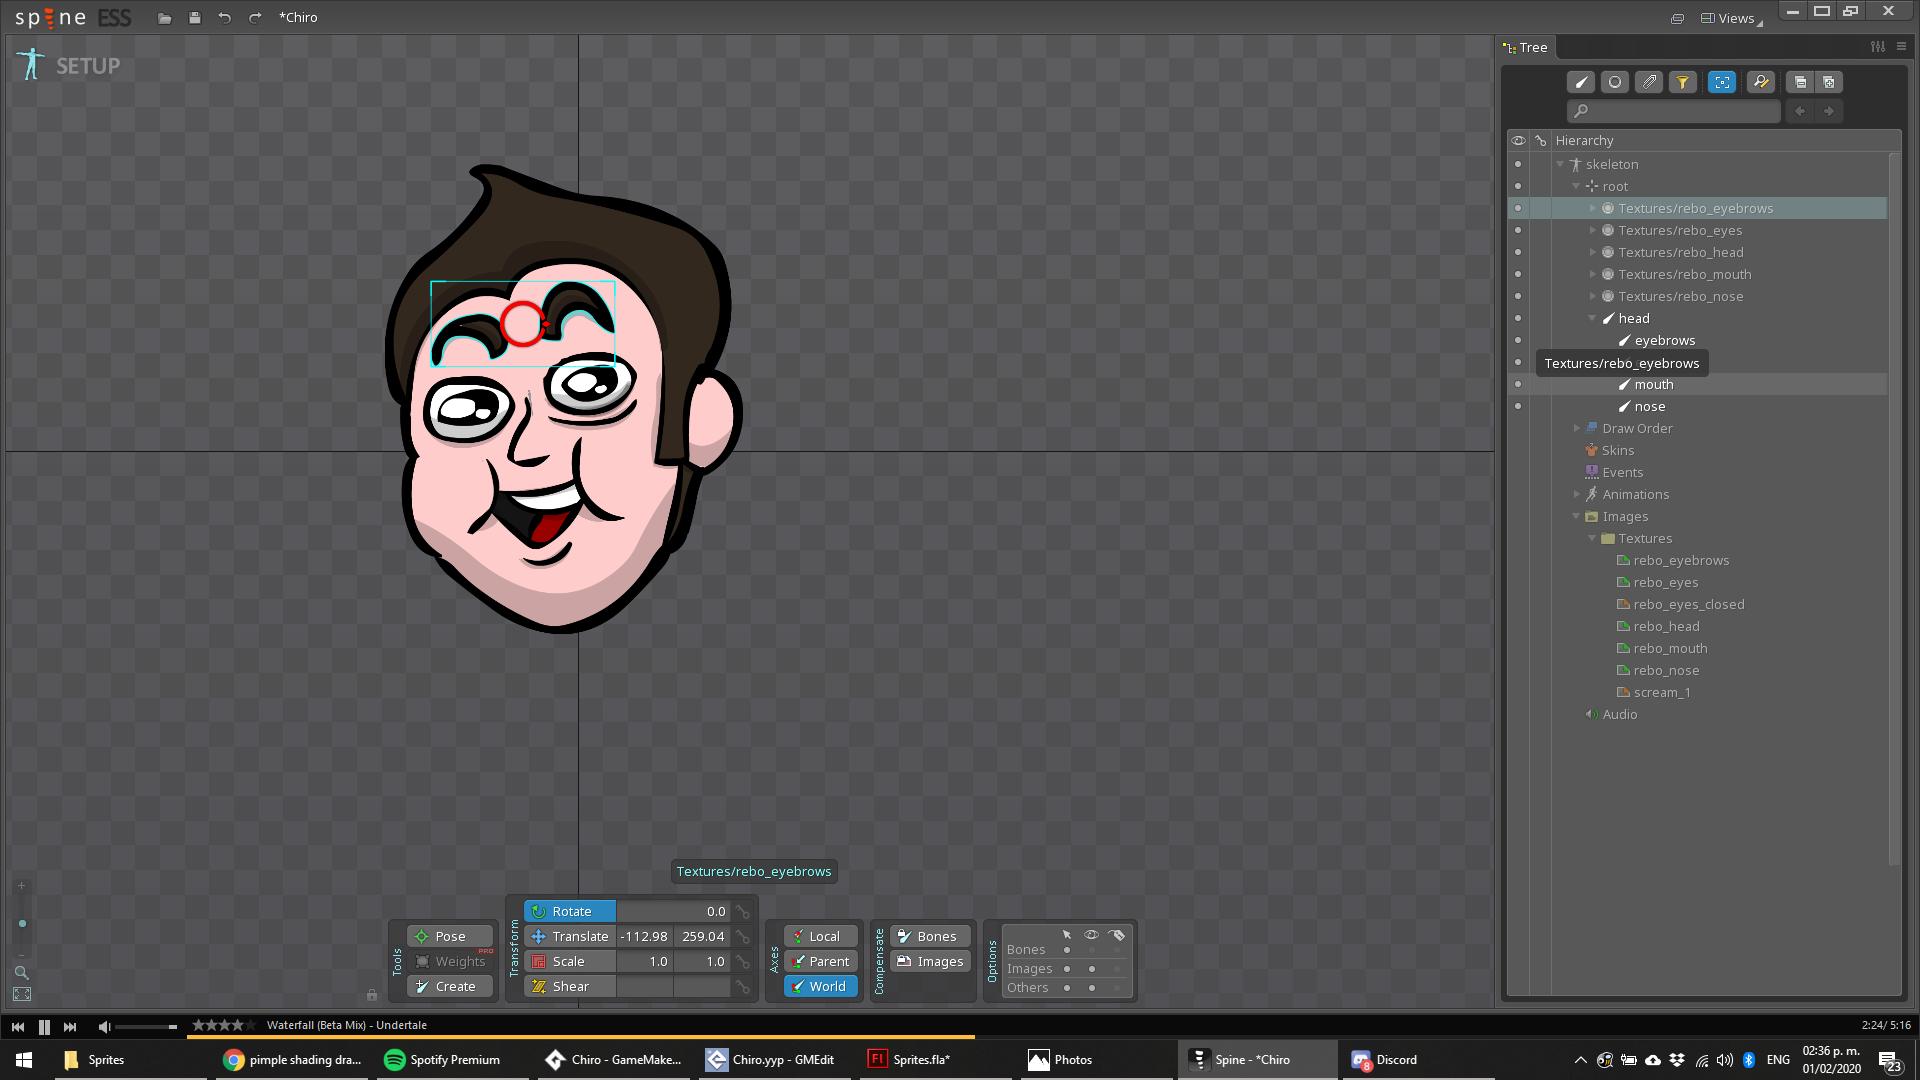 spine ESS
*Chiro
Views
SETUP
Tree
Hierarchy
skeleton
root
Textures/rebo_eyebrows
Textures/rebo_eyes
Textures/rebo_head
Textures/rebo_mouth
Textures/rebo_nose
head
eyebrows
Textures/rebo_eyebrows
mouth
nose
Draw Order
Skins
Events
Animations
Images
Textures
rebo_eyebrows
rebo_eyes
rebo_eyes_closed
rebo_head
rebo_mouth
rebo_nose
scream_1
Audio
Textures/rebo_eyebrows
Tools
Pose
PRO
Weights
Create
Transform
Rotate 0.0
Translate -112.98 259.04
Scale 1.0 1.0
Shear
Axes
Local
Parent
World
Compensate
Bones
Images
Options
Bones
Images
Others
Waterfall (Beta Mix) - Undertale
2:24/ 5:16
Sprites
pimple shading dra...
Spotify Premium
Chiro - GameMake...
Chiro.yyp - GMEdit
Fl Sprites.fla*
Photos
Spine - *Chiro
8 Discord
ENG
02:36 p. m.
01/02/2020
23